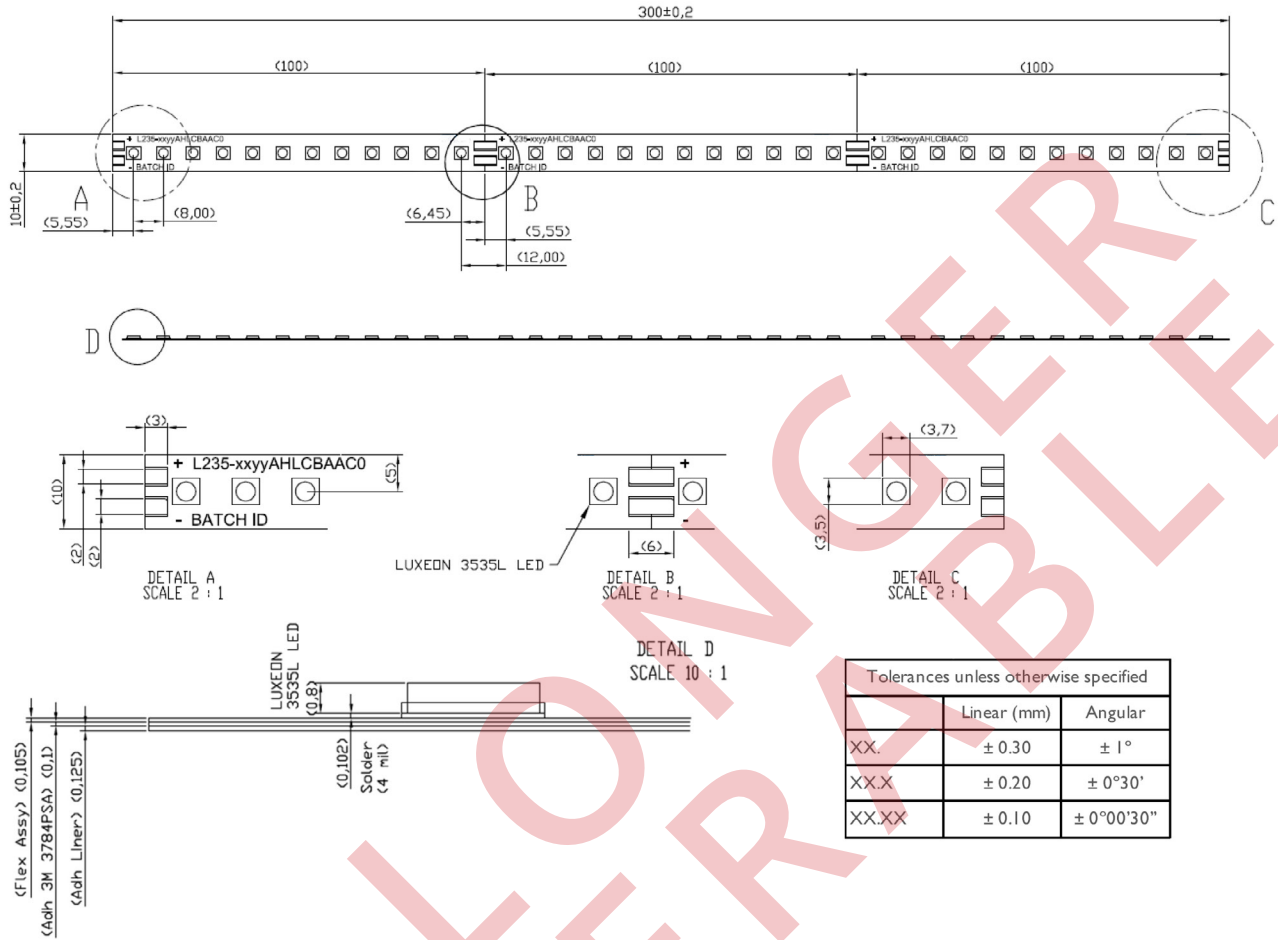 300±0,2
(100)
(100)
(100)
+ L235-xxyyAHLCBAAC0
+ L235-xxyyAHLCBAAC0
+ L235-xxyyAHLCBAAC0
- BATCH ID
- BATCH ID
- BATCH ID
10±0,2
A
B
C
(5,55)
(8,00)
(6,45)
(5,55)
(12,00)
D
(3)
(10)
(2)
(2)
+ L235-xxyyAHLCBAAC0
- BATCH ID
(5)
DETAIL A
SCALE 2 : 1
+
-
(6)
LUXEON 3535L LED
DETAIL B
SCALE 2 : 1
(3,7)
(3,5)
DETAIL C
SCALE 2 : 1
DETAIL D
SCALE 10 : 1
LUXEON
3535L LED
(0,8)
(0,102)
Solder
(4 mil)
(Flex Assy) (0,105)
(Adh 3M 3784PSA) (0,1)
(Adh Liner) (0,125)
Tolerances unless otherwise specified
Linear (mm) Angular
XX. ± 0.30 ± 1°
XX.X ± 0.20 ± 0°30'
XX.XX ± 0.10 ± 0°00'30"
LONGER
ERABLE